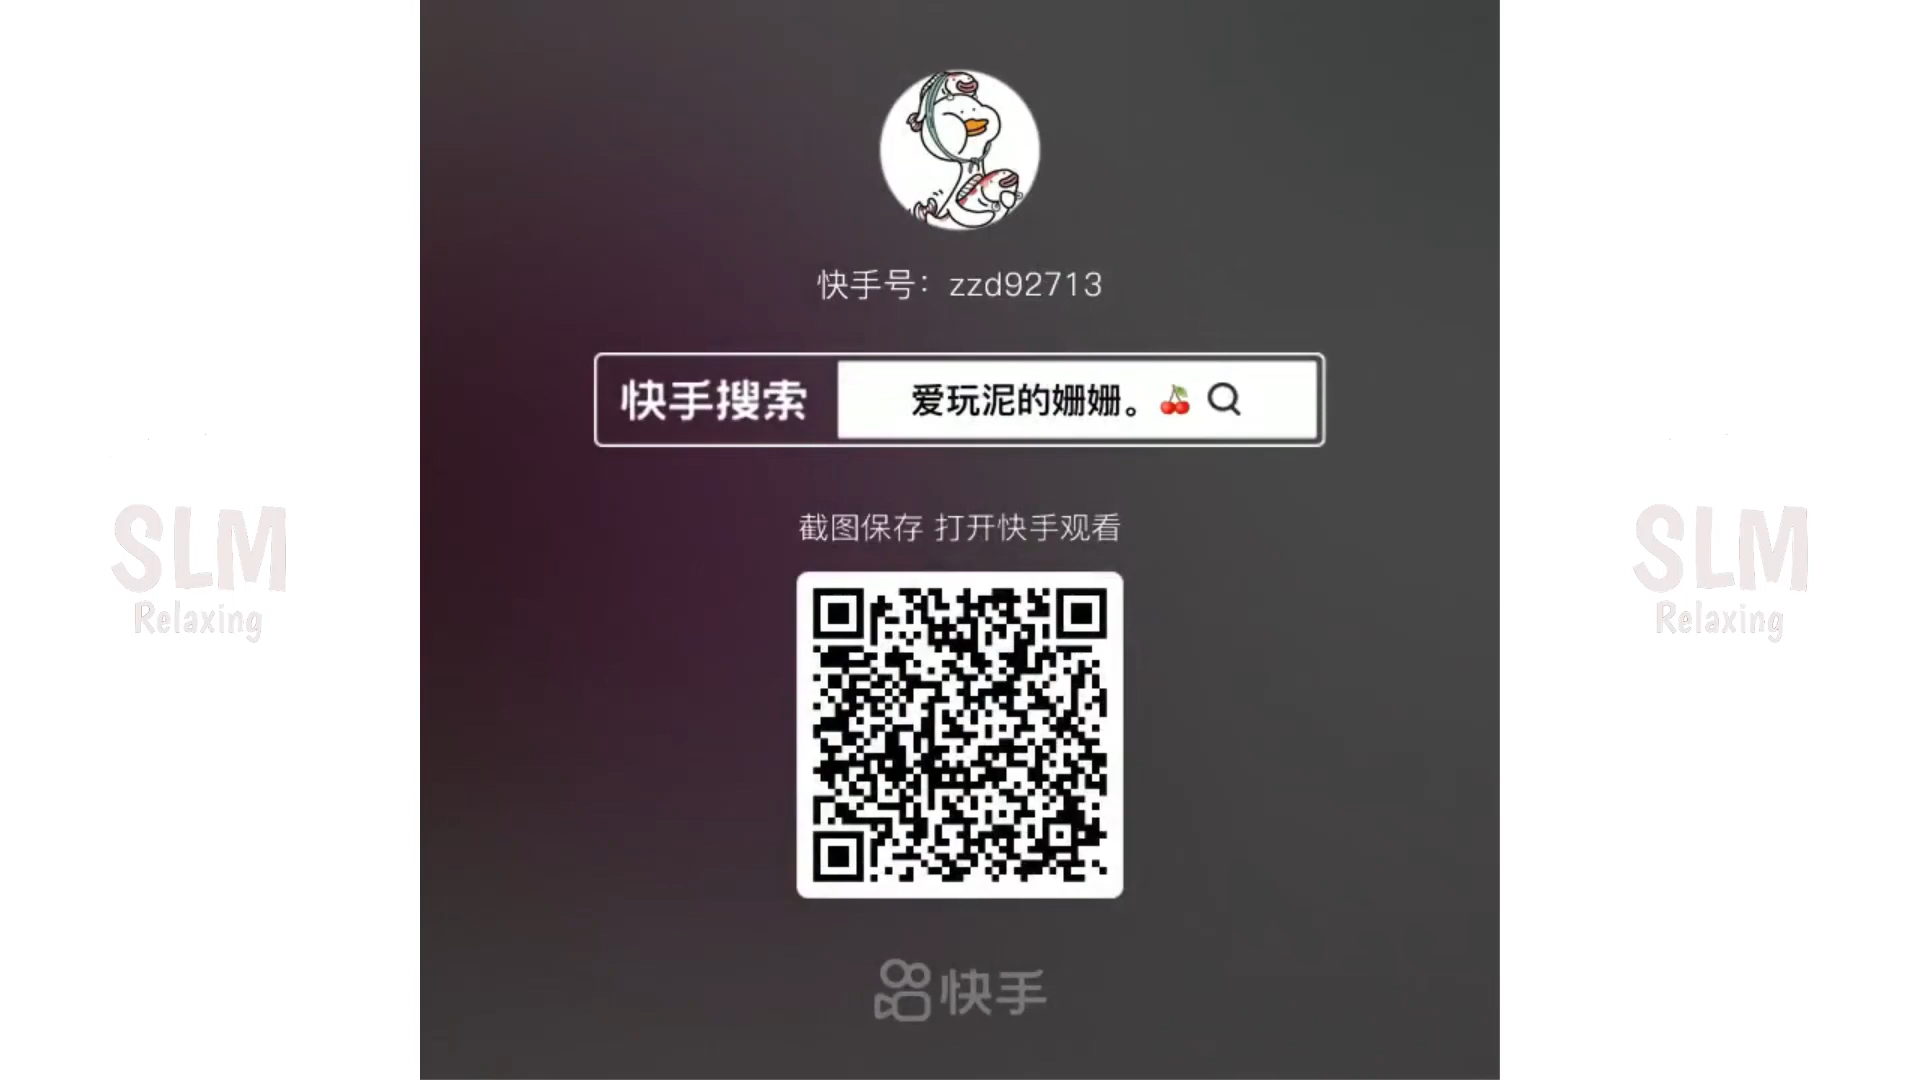 快手号：zzd92713
快手搜索 爱玩泥的姗姗。🍒
截图保存 打开快手观看
SLM
Relaxing
SLM
Relaxing
快手